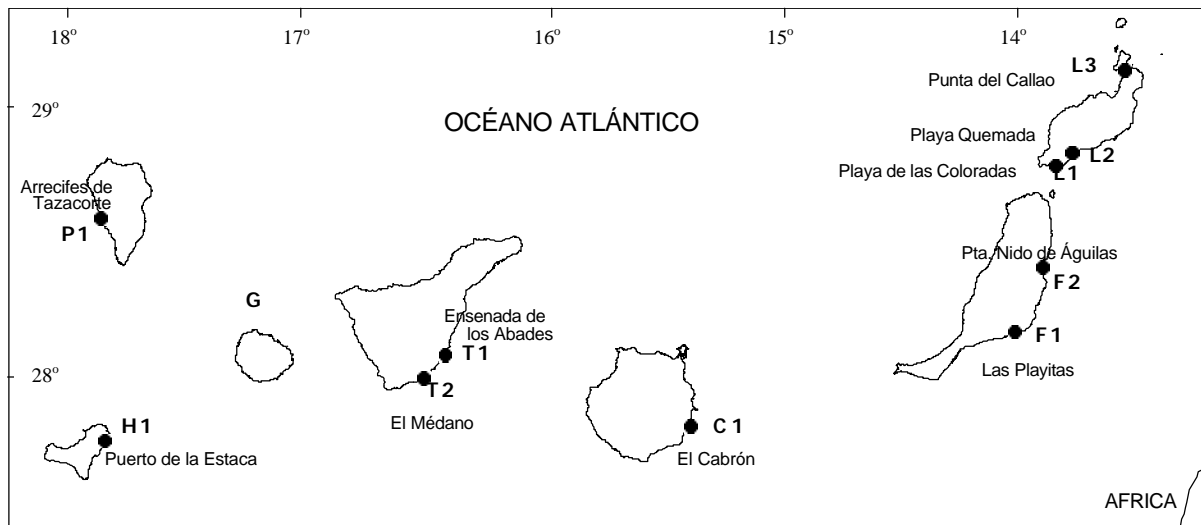 18º 17º 16º 15º 14º
L3
Punta del Callao
29º
OCÉANO ATLÁNTICO
Playa Quemada
L2
Playa de las Coloradas
L1
Arrecifes de
Tazacorte
P1
Pta. Nido de Águilas
F2
G
Ensenada de
los Abades
T1
F1
Las Playitas
28º
T2
El Médano
H1
Puerto de la Estaca
C1
El Cabrón
AFRICA